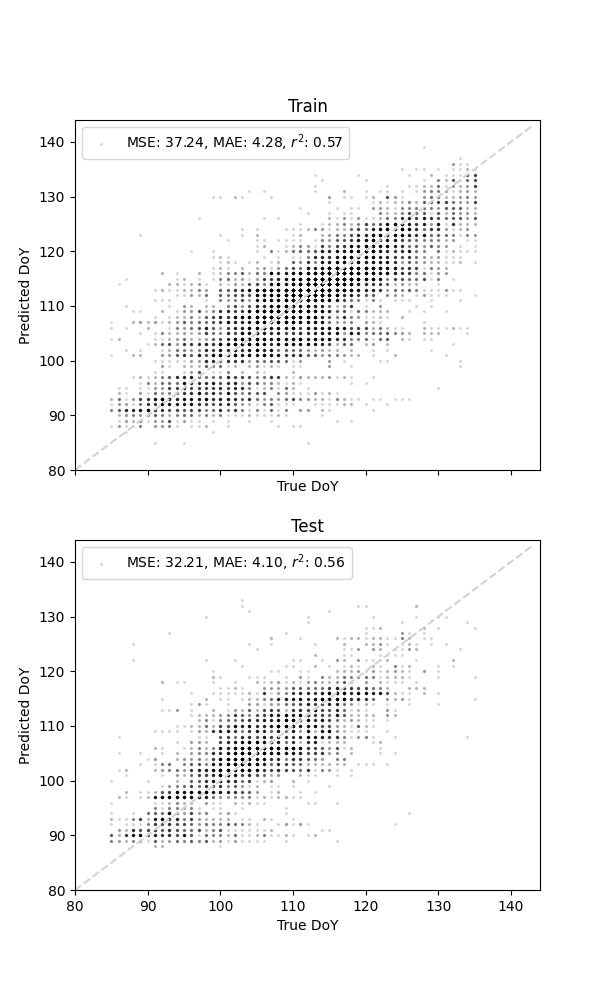 Train
MSE: 37.24, MAE: 4.28, r²: 0.57
140
130
120
110
100
90
80
Predicted DoY
True DoY
Test
MSE: 32.21, MAE: 4.10, r²: 0.56
140
130
120
110
100
90
80
Predicted DoY
80 90 100 110 120 130 140
True DoY